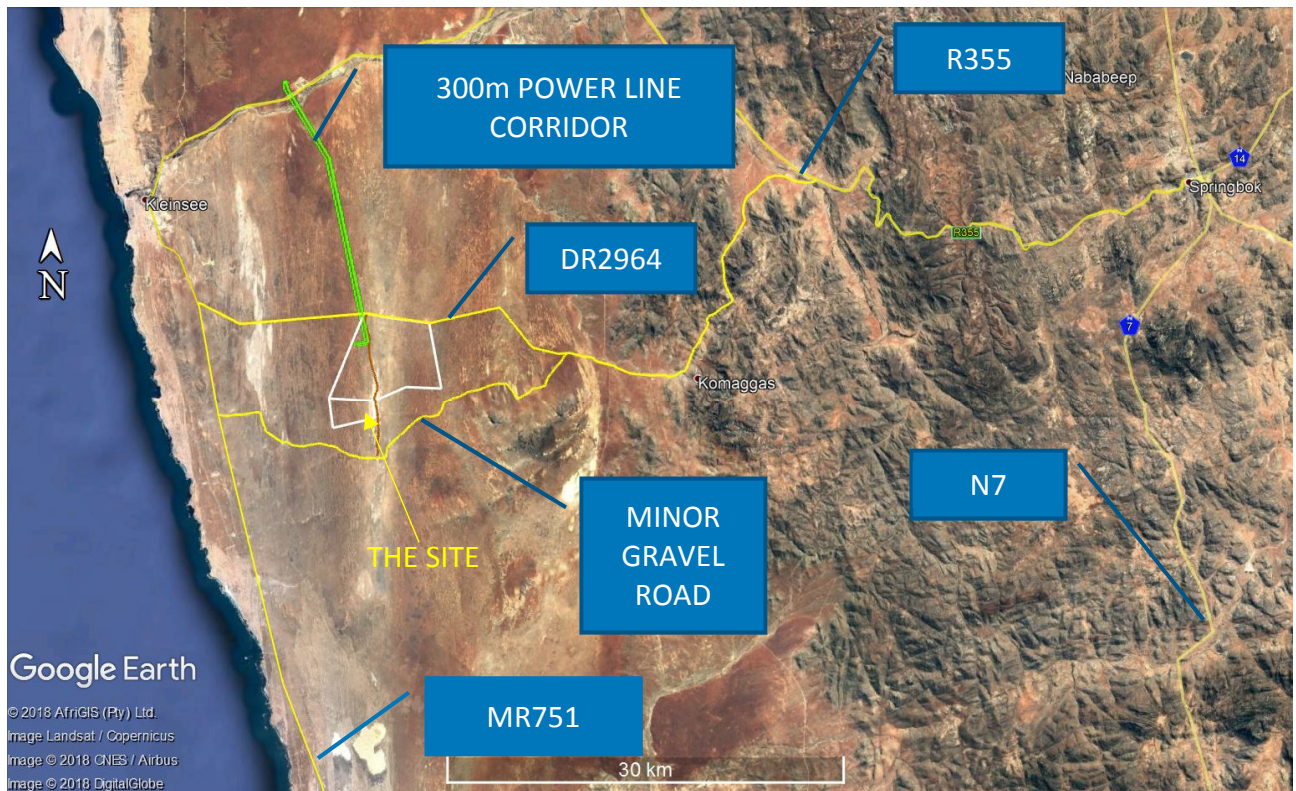 300m POWER LINE
CORRIDOR
R355
Nababeep
14
Springbok
Kleinsee
R355
N
DR2964
7
Komaggas
N7
MINOR
GRAVEL
ROAD
THE SITE
Google Earth
© 2018 AfriGIS (Pty) Ltd.
Image Landsat / Copernicus
Image © 2018 CNES / Airbus
Image © 2018 DigitalGlobe
MR751
30 km